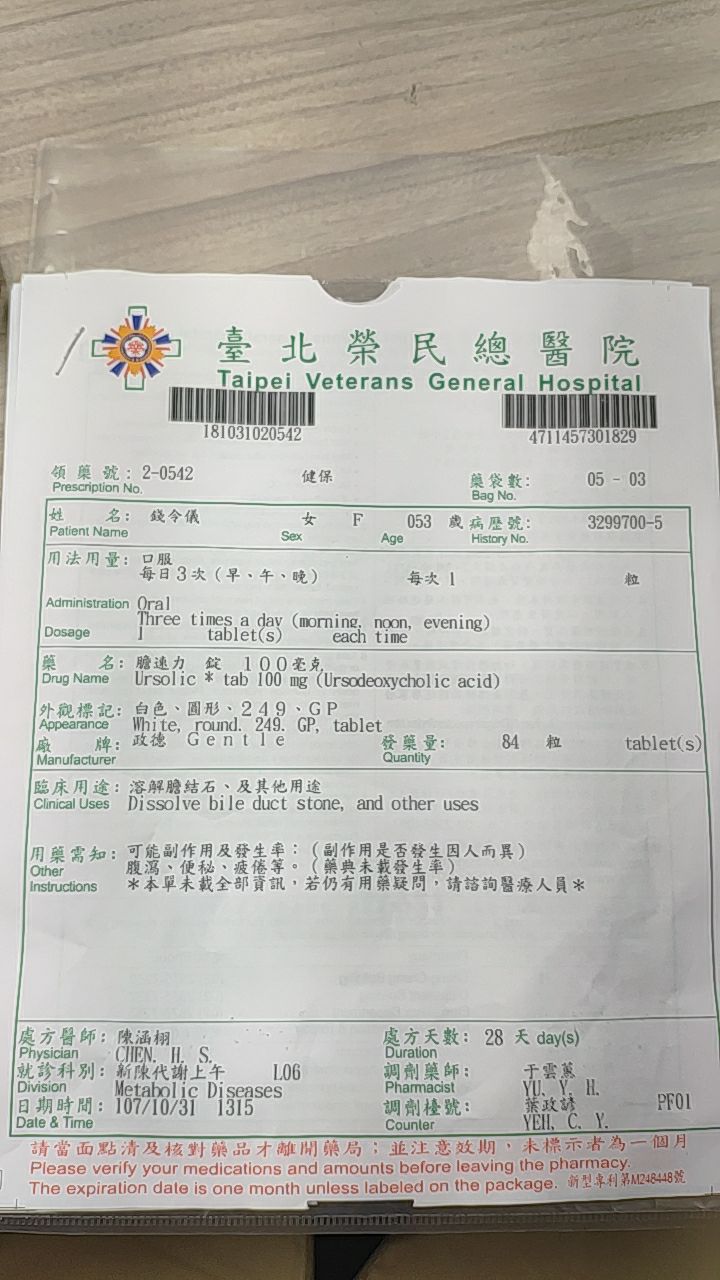 臺北榮民總醫院
Taipei Veterans General Hospital
181031020542
4711457301829
領藥號：2-0542 健保 藥袋數： 05 - 03
Prescription No. Bag No.
姓 名： 錢令儀 女 F 053 歲 病歷號： 3299700-5
Patient Name Sex Age History No.
用法用量：口服
每日3次（早、午、晚） 每次 1 粒
Administration Oral
Three times a day (morning, noon, evening)
Dosage 1 tablet(s) each time
藥 名：膽速力 錠 １００毫克
Drug Name Ursolic * tab 100 mg (Ursodeoxycholic acid)
外觀標記：白色、圓形、２４９、ＧＰ
Appearance White, round. 249. GP, tablet
廠 牌：政德 Ｇｅｎｔｌｅ 發藥量： 84 粒 tablet(s)
Manufacturer Quantity
臨床用途：溶解膽結石、及其他用途
Clinical Uses Dissolve bile duct stone, and other uses
用藥需知：可能副作用及發生率：（副作用是否發生因人而異）
Other 腹瀉、便秘、疲倦等。（藥典未載發生率）
Instructions ＊本單未載全部資訊，若仍有用藥疑問，請諮詢醫療人員＊
處方醫師：陳涵栩 處方天數：28 天 day(s)
Physician CHEN. H. S. Duration
就診科別：新陳代謝上午 L06 調劑藥師： 于雲蕙
Division Metabolic Diseases Pharmacist YU. Y. H.
日期時間：107/10/31 1315 調劑檯號： 葉政諺 PF01
Date & Time Counter YEH, C. Y.
請當面點清及核對藥品才離開藥局；並注意效期，未標示者為一個月
Please verify your medications and amounts before leaving the pharmacy.
The expiration date is one month unless labeled on the package. 新型專利第M248448號